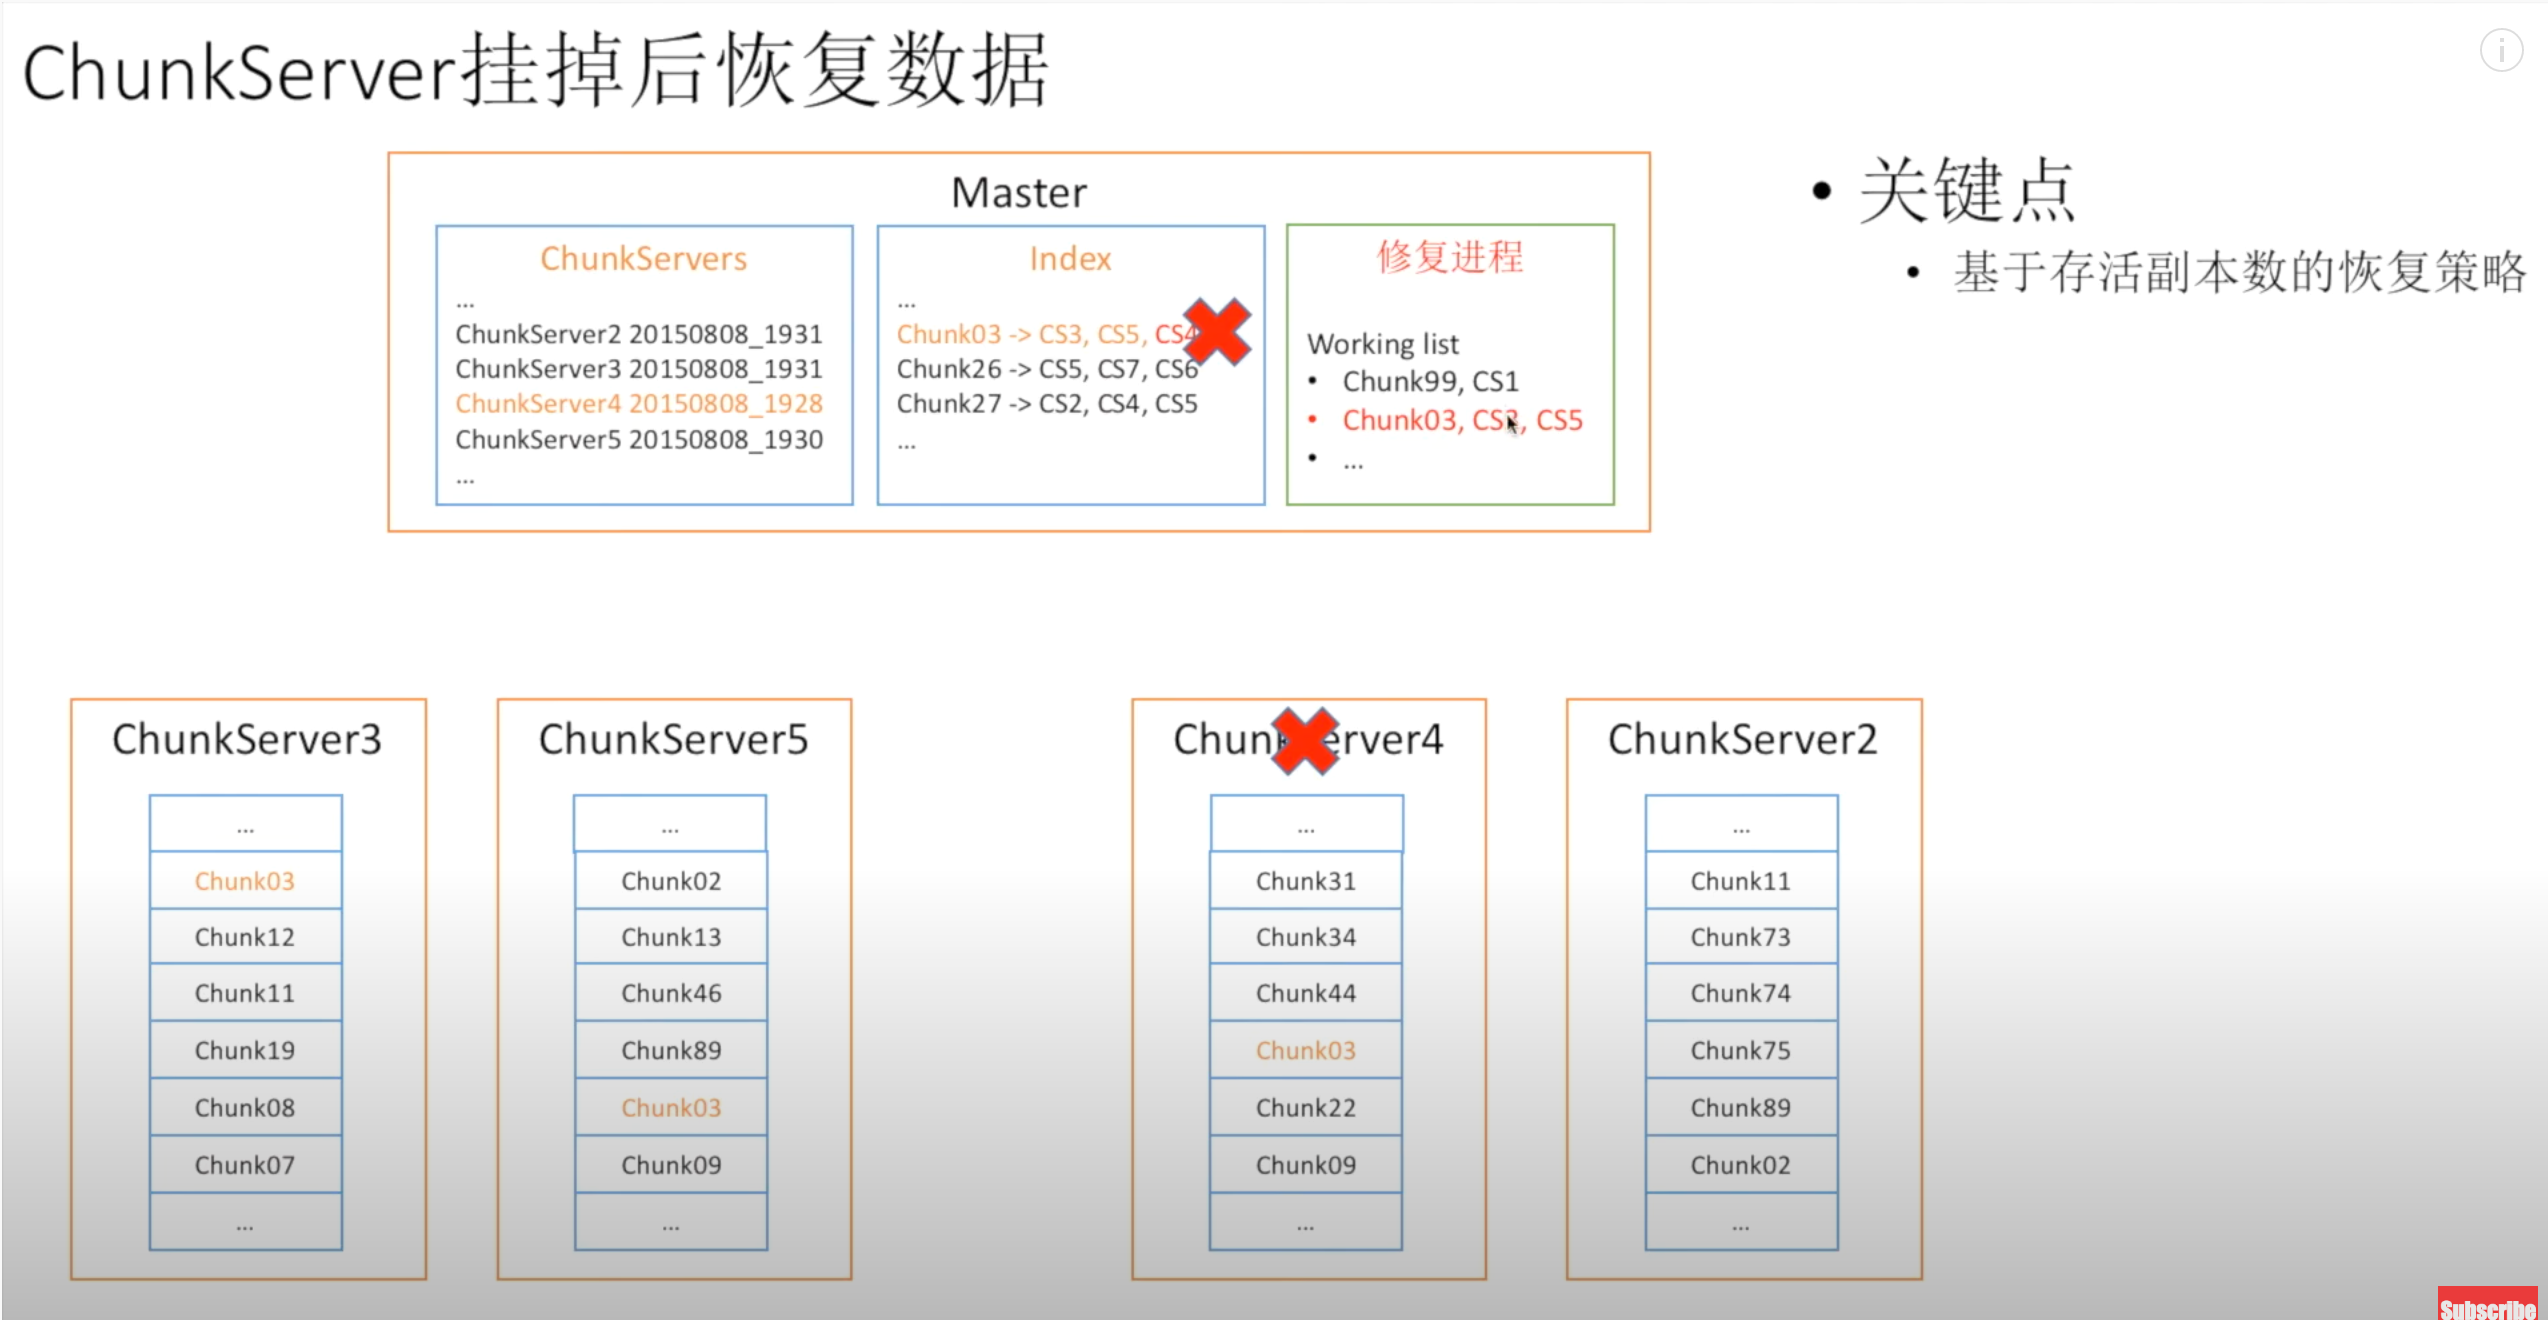 ChunkServer挂掉后恢复数据
Master
ChunkServers
...
ChunkServer2 20150808_1931
ChunkServer3 20150808_1931
ChunkServer4 20150808_1928
ChunkServer5 20150808_1930
...
Index
...
Chunk03 -> CS3, CS5, CS4
Chunk26 -> CS5, CS7, CS6
Chunk27 -> CS2, CS4, CS5
...
修复进程
Working list
• Chunk99, CS1
• Chunk03, CS3, CS5
• ...
• 关键点
• 基于存活副本数的恢复策略
ChunkServer3
...
Chunk03
Chunk12
Chunk11
Chunk19
Chunk08
Chunk07
...
ChunkServer5
...
Chunk02
Chunk13
Chunk46
Chunk89
Chunk03
Chunk09
...
ChunkServer4
...
Chunk31
Chunk34
Chunk44
Chunk03
Chunk22
Chunk09
...
ChunkServer2
...
Chunk11
Chunk73
Chunk74
Chunk75
Chunk89
Chunk02
...
Subscribe